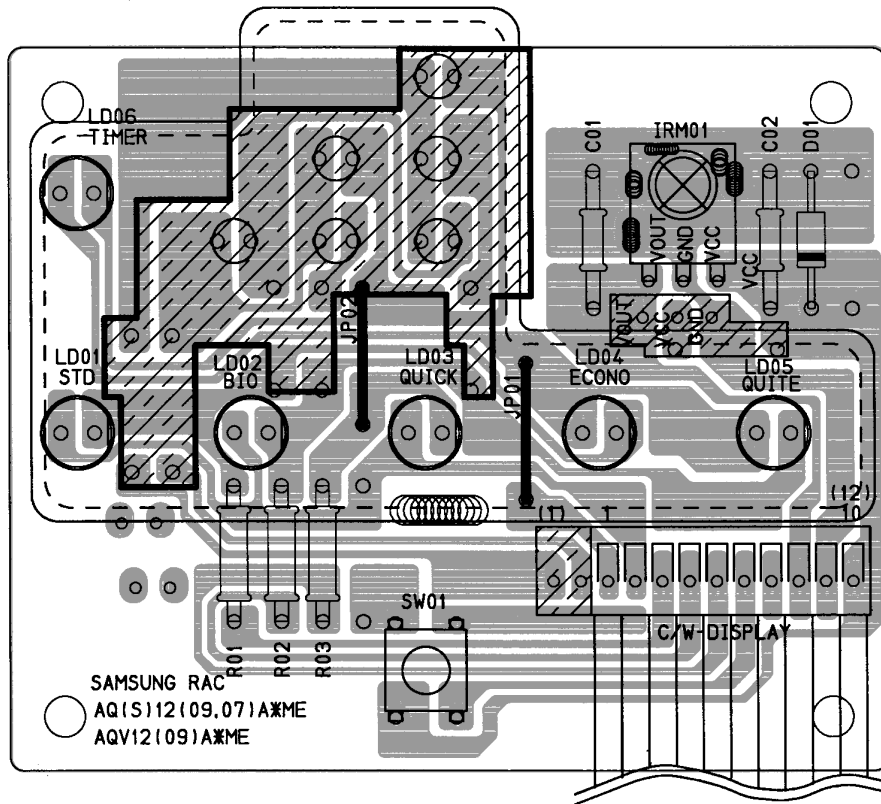 LD06
TIMER
C01
IRM01
C02
D01
VOUT
GND
VCC
VCC
JP02
VOUT
VCC
GND
LD01
STD
LD02
BIO
LD03
QUICK
JP01
LD04
ECONO
LD05
QUITE
(1)
1
(12)
10
SW01
C/W-DISPLAY
R01
R02
R03
SAMSUNG RAC
AQ(S)12(09,07)A*ME
AQV12(09)A*ME